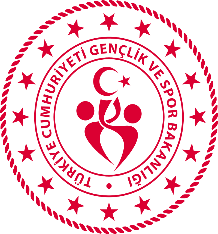 TÜRKİYE CUMHURİYETİ GENÇLİK VE SPOR BAKANLIĞI